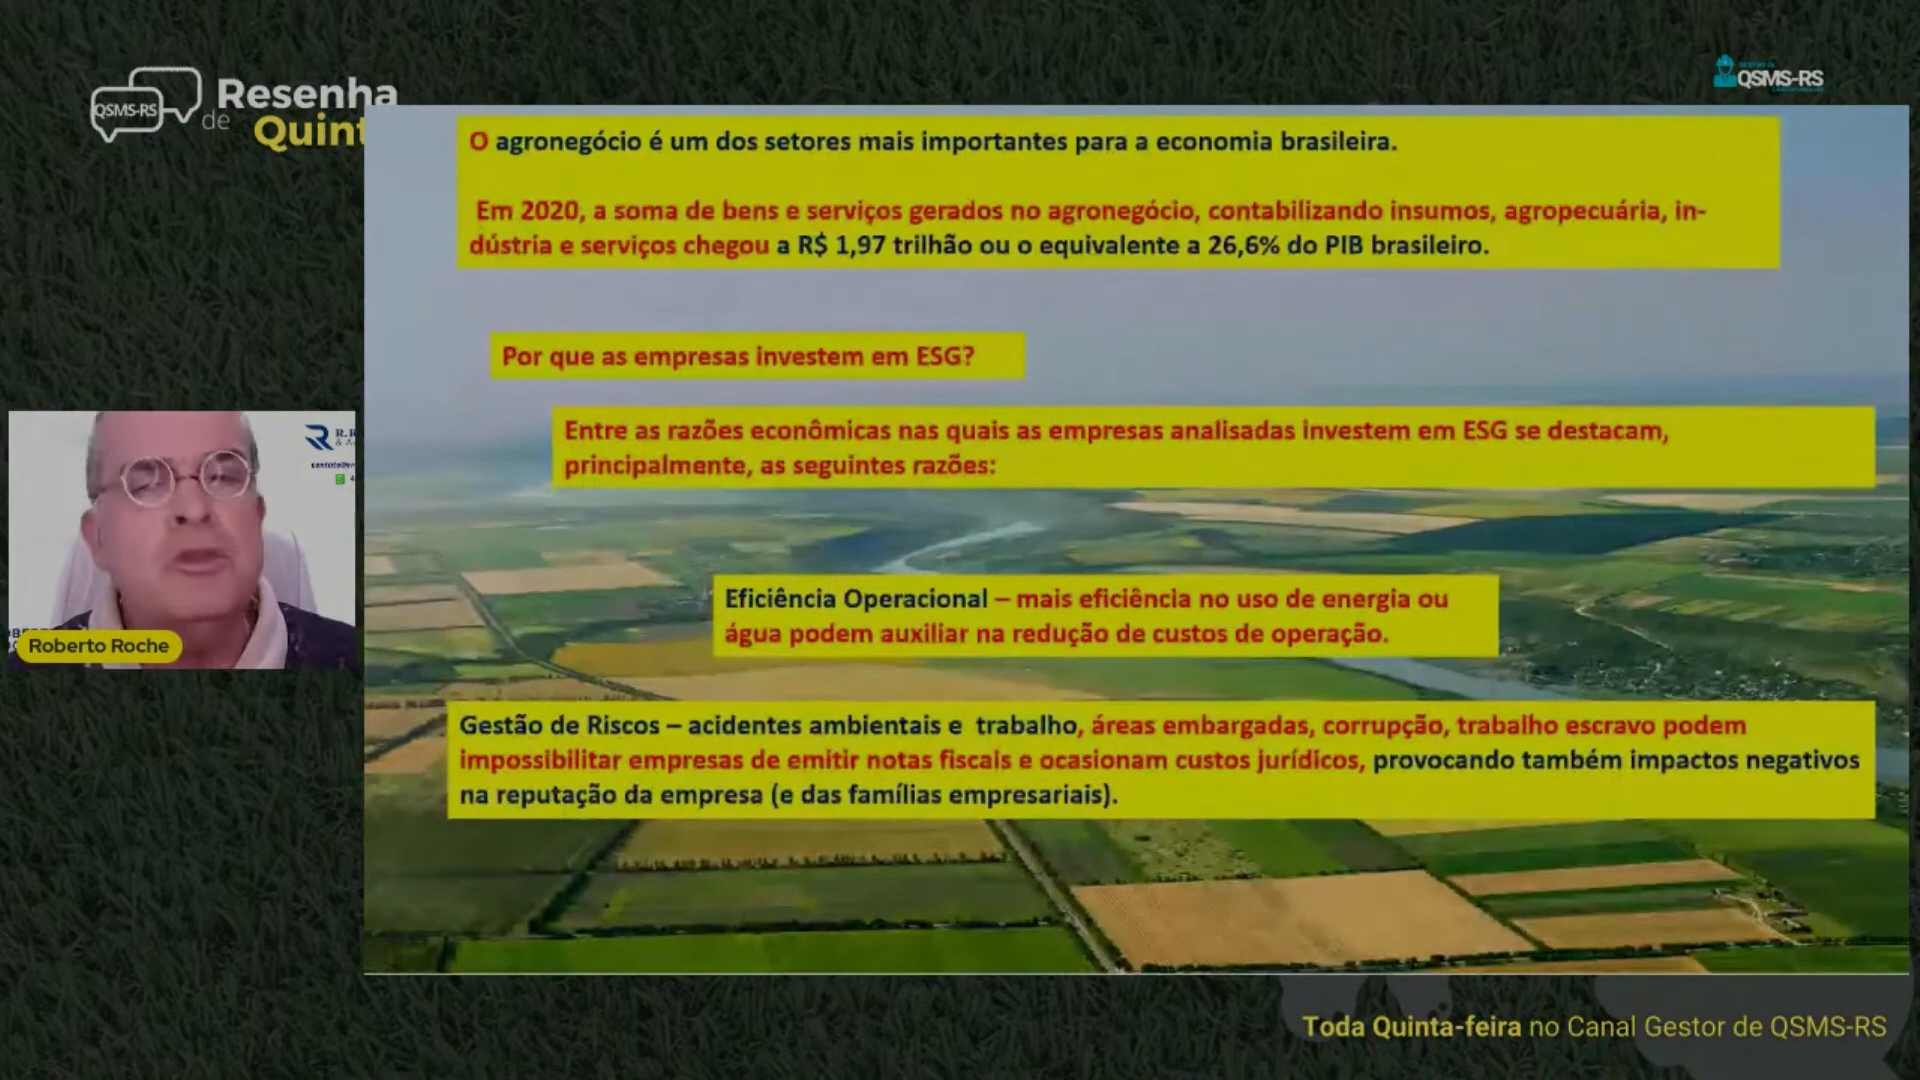 QSMS-RS
Resenha
de
Quint
QSMS-RS
O agronegócio é um dos setores mais importantes para a economia brasileira.
Em 2020, a soma de bens e serviços gerados no agronegócio, contabilizando insumos, agropecuária, in-
dústria e serviços chegou a R$ 1,97 trilhão ou o equivalente a 26,6% do PIB brasileiro.
Por que as empresas investem em ESG?
Entre as razões econômicas nas quais as empresas analisadas investem em ESG se destacam,
principalmente, as seguintes razões:
Eficiência Operacional – mais eficiência no uso de energia ou
água podem auxiliar na redução de custos de operação.
Gestão de Riscos – acidentes ambientais e trabalho, áreas embargadas, corrupção, trabalho escravo podem
impossibilitar empresas de emitir notas fiscais e ocasionam custos jurídicos, provocando também impactos negativos
na reputação da empresa (e das famílias empresariais).
Roberto Roche
Toda Quinta-feira no Canal Gestor de QSMS-RS